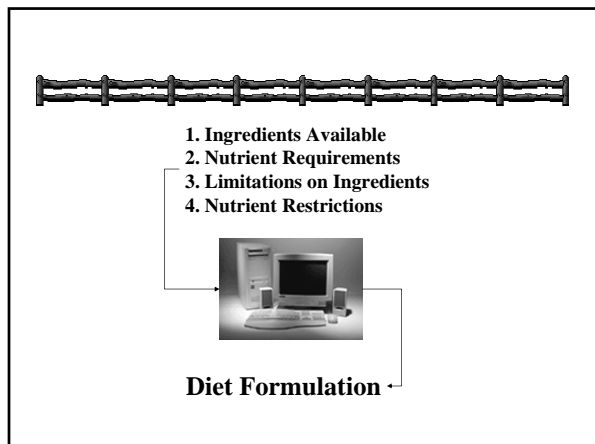 1. Ingredients Available
2. Nutrient Requirements
3. Limitations on Ingredients
4. Nutrient Restrictions
Diet Formulation